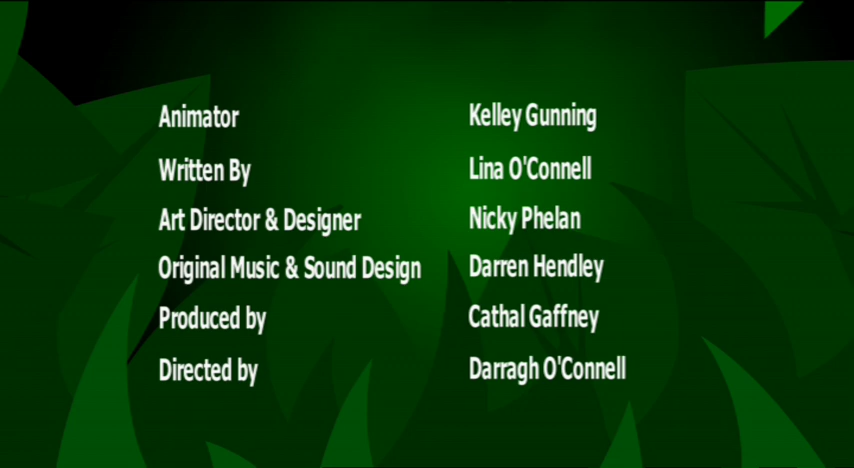 Animator Kelley Gunning
Written By Lina O'Connell
Art Director & Designer Nicky Phelan
Original Music & Sound Design Darren Hendley
Produced by Cathal Gaffney
Directed by Darragh O'Connell